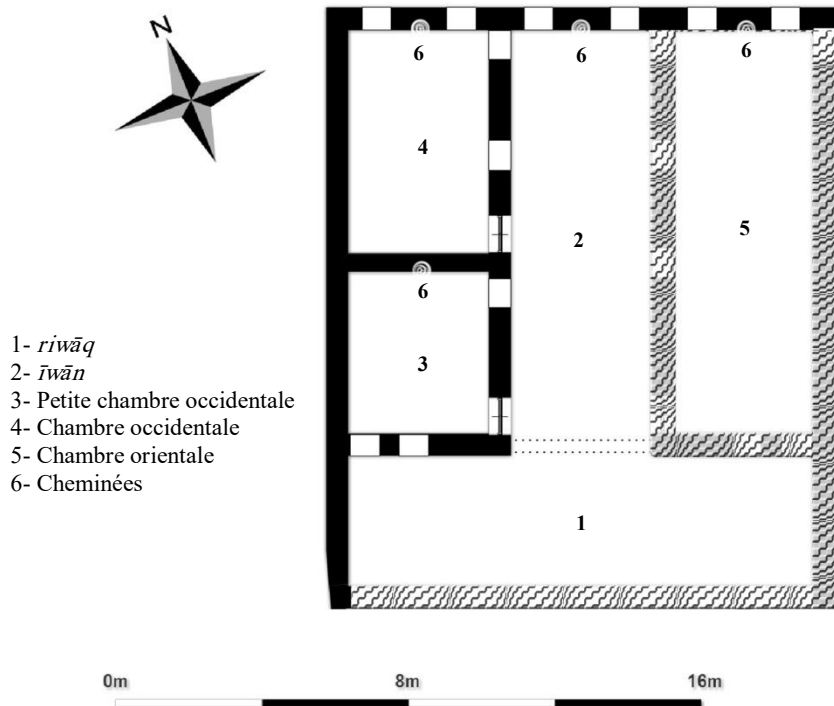 N
6 6 6
4
2 5
6
3
1- riwāq
2- īwān
3- Petite chambre occidentale
4- Chambre occidentale
5- Chambre orientale
6- Cheminées
1
0m 8m 16m